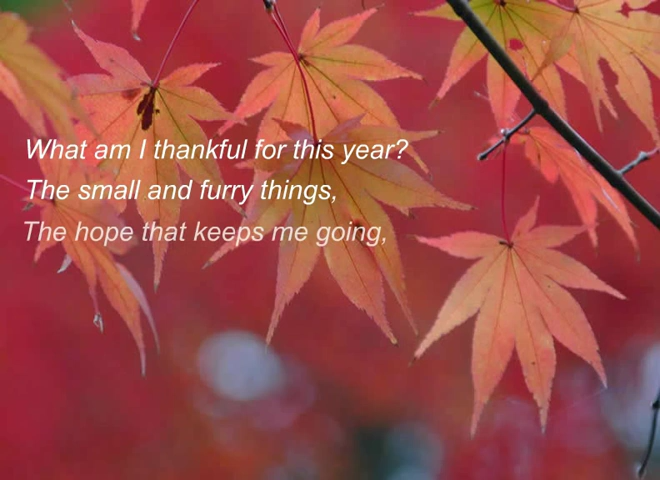 What am I thankful for this year?
The small and furry things,
The hope that keeps me going,